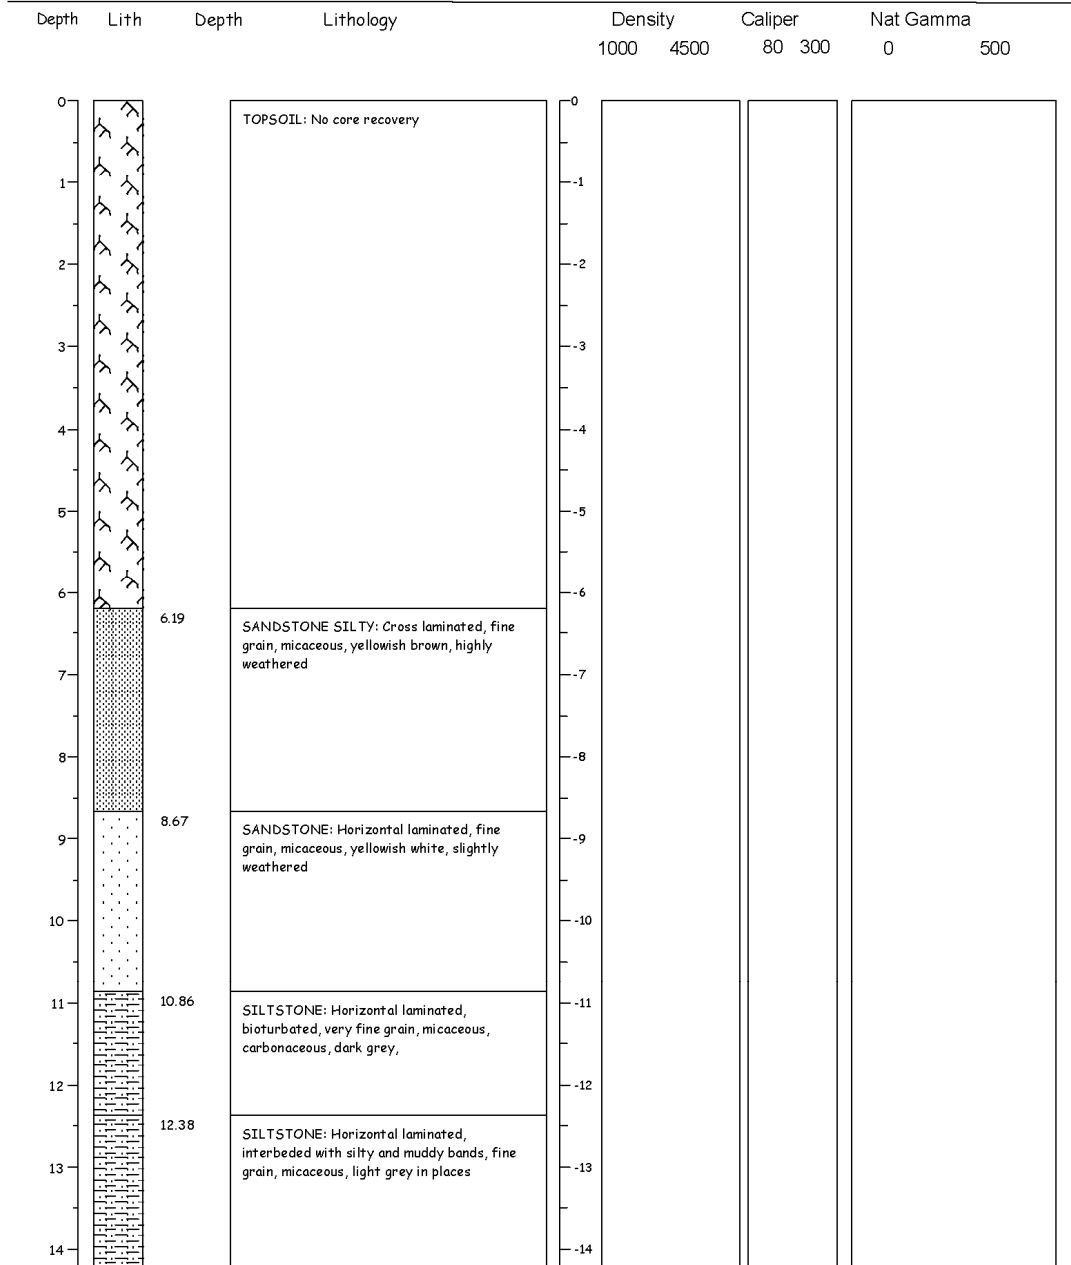 Depth Lith Depth Lithology Density Caliper Nat Gamma
1000 4500 80 300 0 500
0 0
TOPSOIL: No core recovery
1 -1
2 -2
3 -3
4 -4
5 -5
6 -6
6.19
SANDSTONE SILTY: Cross laminated, fine
grain, micaceous, yellowish brown, highly
weathered
7 -7
8 -8
8.67
SANDSTONE: Horizontal laminated, fine
grain, micaceous, yellowish white, slightly
weathered
9 -9
10 -10
10.86
11 -11
SILTSTONE: Horizontal laminated,
bioturbated, very fine grain, micaceous,
carbonaceous, dark grey,
12 -12
12.38
SILTSTONE: Horizontal laminated,
interbeded with silty and muddy bands, fine
grain, micaceous, light grey in places
13 -13
14 -14